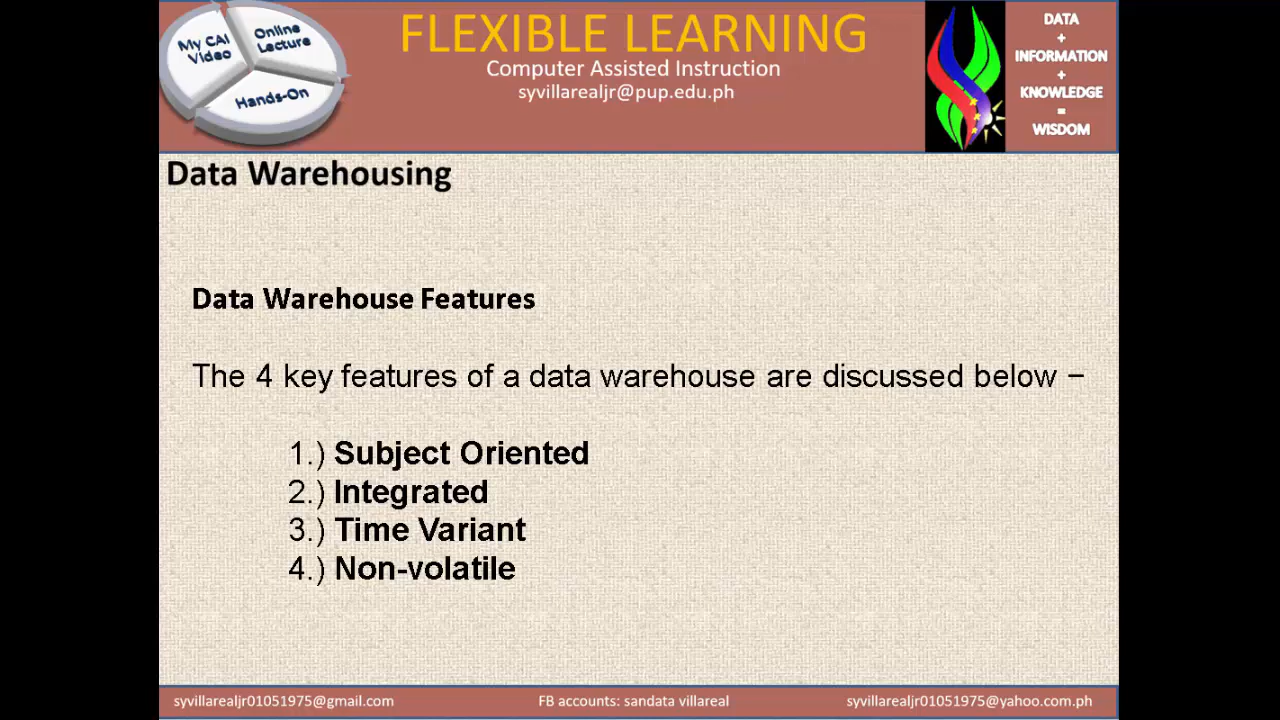 My CAI
Video
Online
Lecture
Hands-On
FLEXIBLE LEARNING
Computer Assisted Instruction
syvillarealjr@pup.edu.ph
DATA
+
INFORMATION
+
KNOWLEDGE
=
WISDOM
Data Warehousing
Data Warehouse Features
The 4 key features of a data warehouse are discussed below −
1.) Subject Oriented
2.) Integrated
3.) Time Variant
4.) Non-volatile
syvillarealjr01051975@gmail.com
FB accounts: sandata villareal
syvillarealjr01051975@yahoo.com.ph